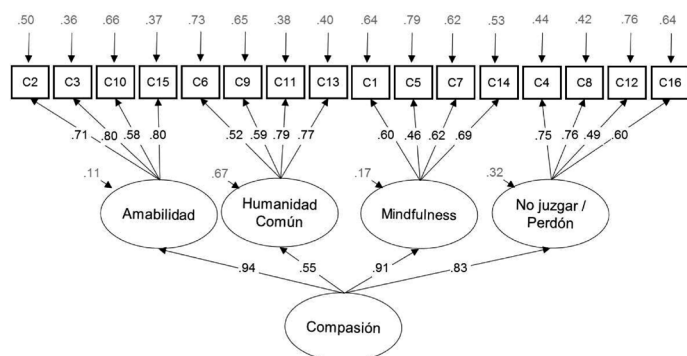 .50 .36 .66 .37 .73 .65 .38 .40 .64 .79 .62 .53 .44 .42 .76 .64
C2 C3 C10 C15 C6 C9 C11 C13 C1 C5 C7 C14 C4 C8 C12 C16
.71 .80 .58 .80 .52 .59 .79 .77 .60 .46 .62 .69 .75 .76 .49 .60
.11 .67 .17 .32
Amabilidad
Humanidad
Común
Mindfulness
No juzgar /
Perdón
.94 .55 .91 .83
Compasión